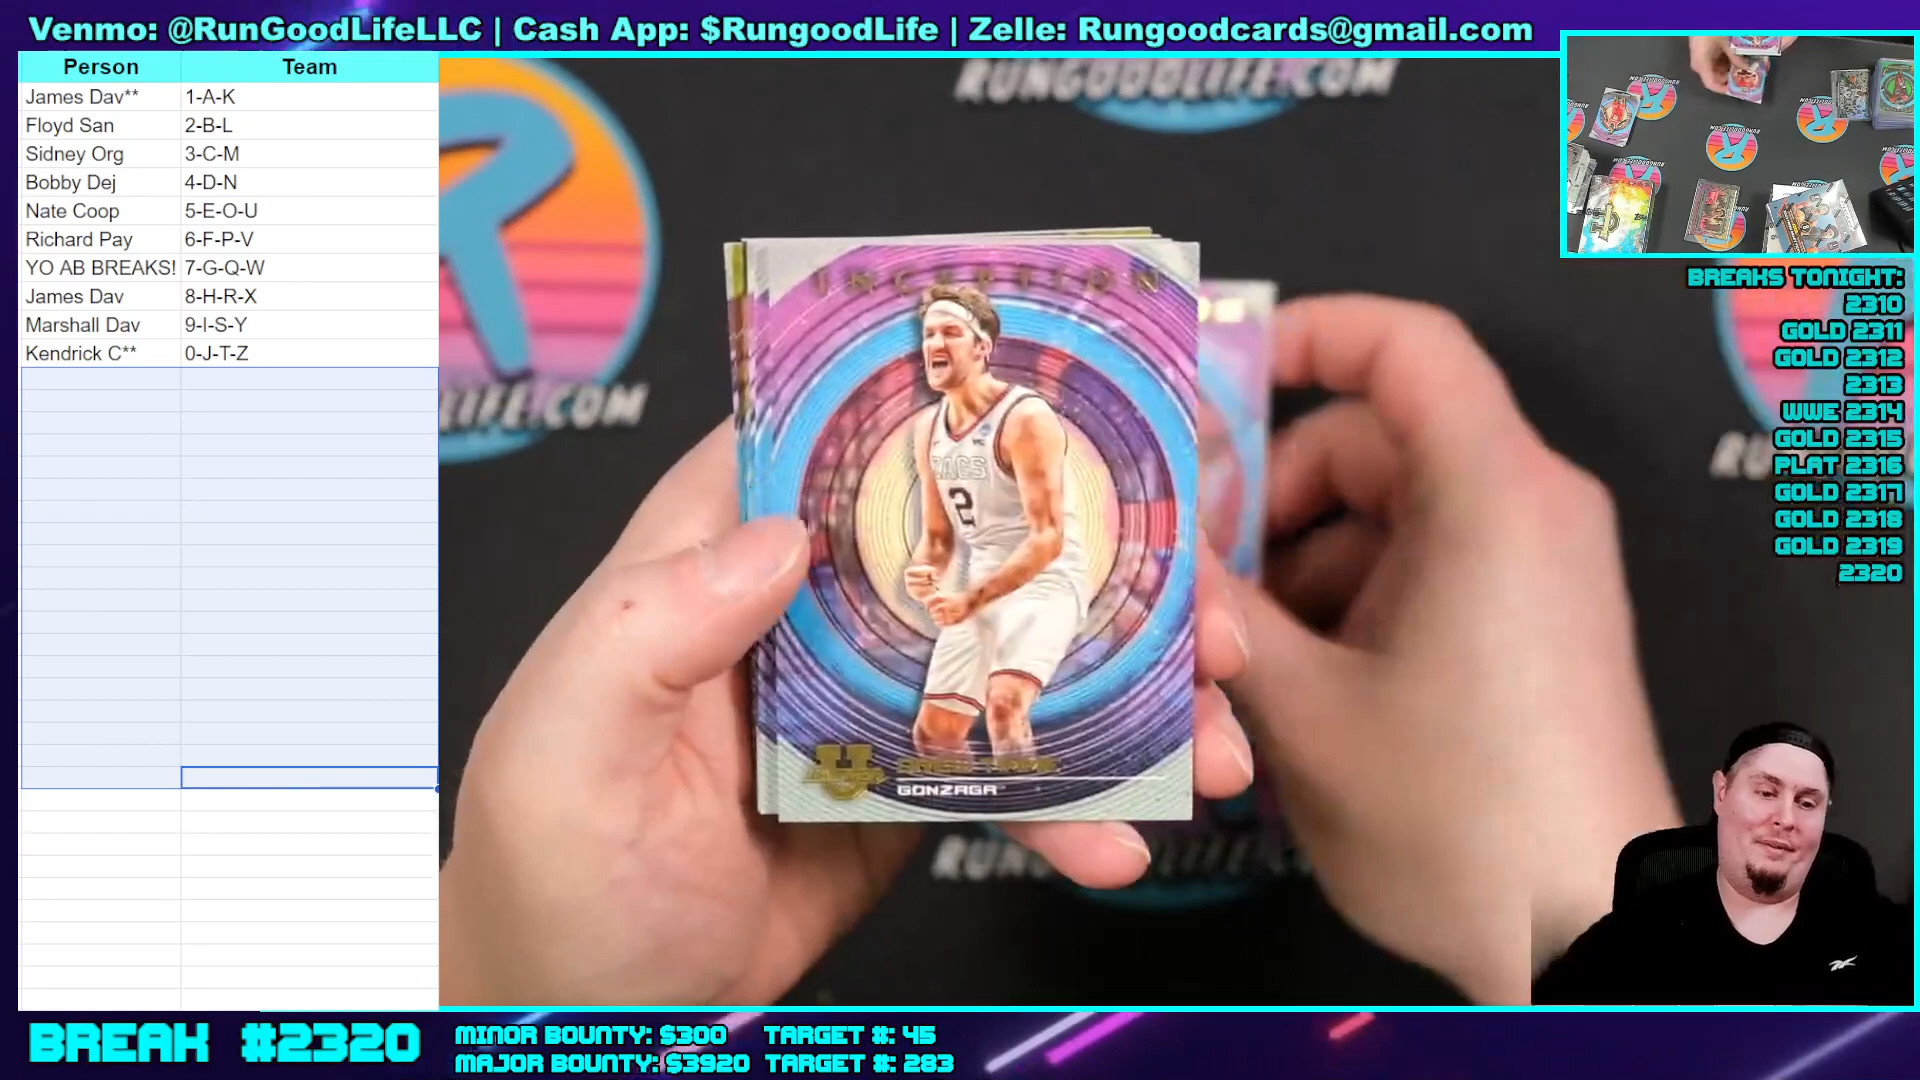 Venmo: @RunGoodLifeLLC | Cash App: $RungoodLife | Zelle: Rungoodcards@gmail.com
Person Team
James Dav** 1-A-K
Floyd San 2-B-L
Sidney Org 3-C-M
Bobby Dej 4-D-N
Nate Coop 5-E-O-U
Richard Pay 6-F-P-V
YO AB BREAKS! 7-G-Q-W
James Dav 8-H-R-X
Marshall Dav 9-I-S-Y
Kendrick C** 0-J-T-Z
RUNGOODLIFE.COM
LIFE.COM
INCEPTION
ZAGS
2
GONZAGA
BREAKS TONIGHT:
2310
GOLD 2311
GOLD 2312
2313
WWE 2314
GOLD 2315
PLAT 2316
GOLD 2317
GOLD 2318
GOLD 2319
2320
BREAK #2320
MINOR BOUNTY: $300 TARGET #: 45
MAJOR BOUNTY: $3920 TARGET #: 283